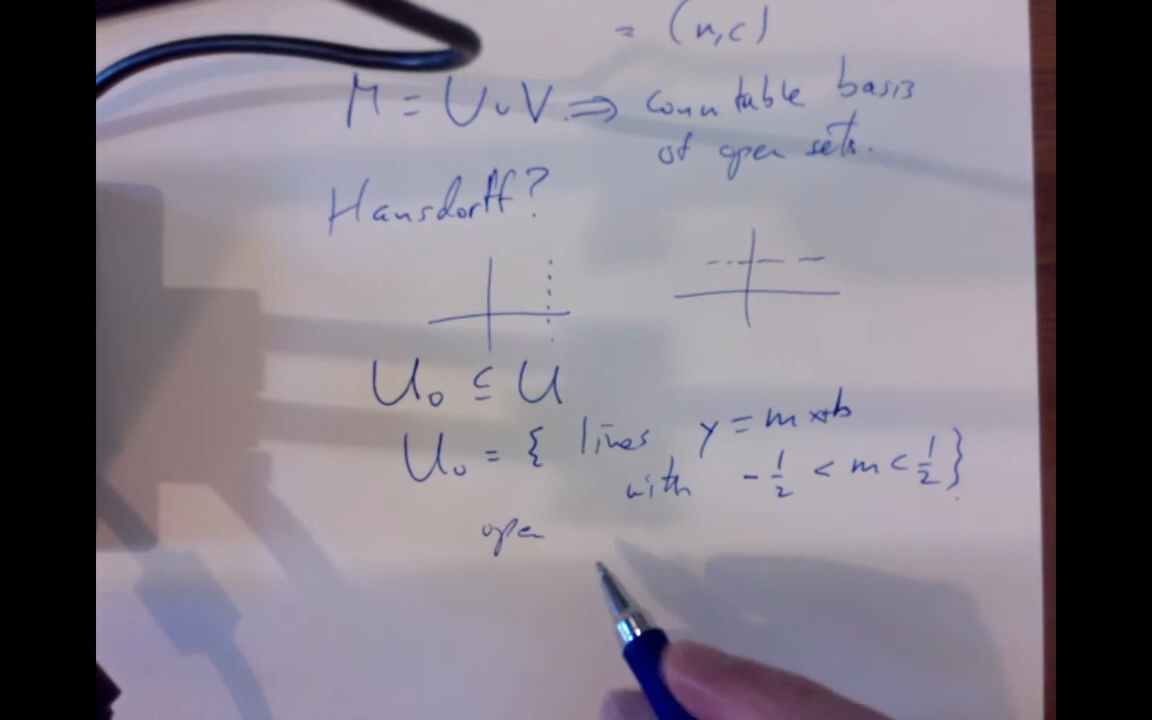 = (n, c)
M = U ∪ V ⇒ countable basis
of open sets.
Hausdorff?
U₀ ⊆ U
U₀ = { lines y = mx+b
with -1/2 < m < 1/2 }
open